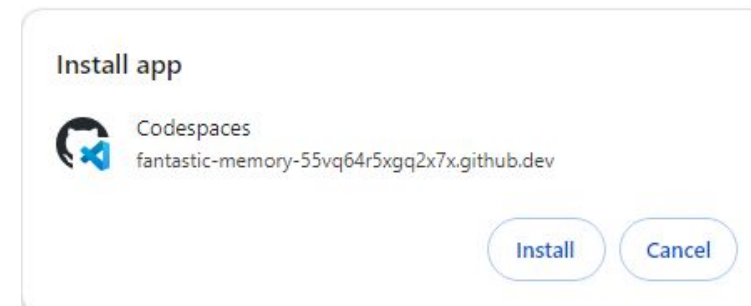 Install app
Codespaces
fantastic-memory-55vq64r5xgq2x7x.github.dev
Install
Cancel